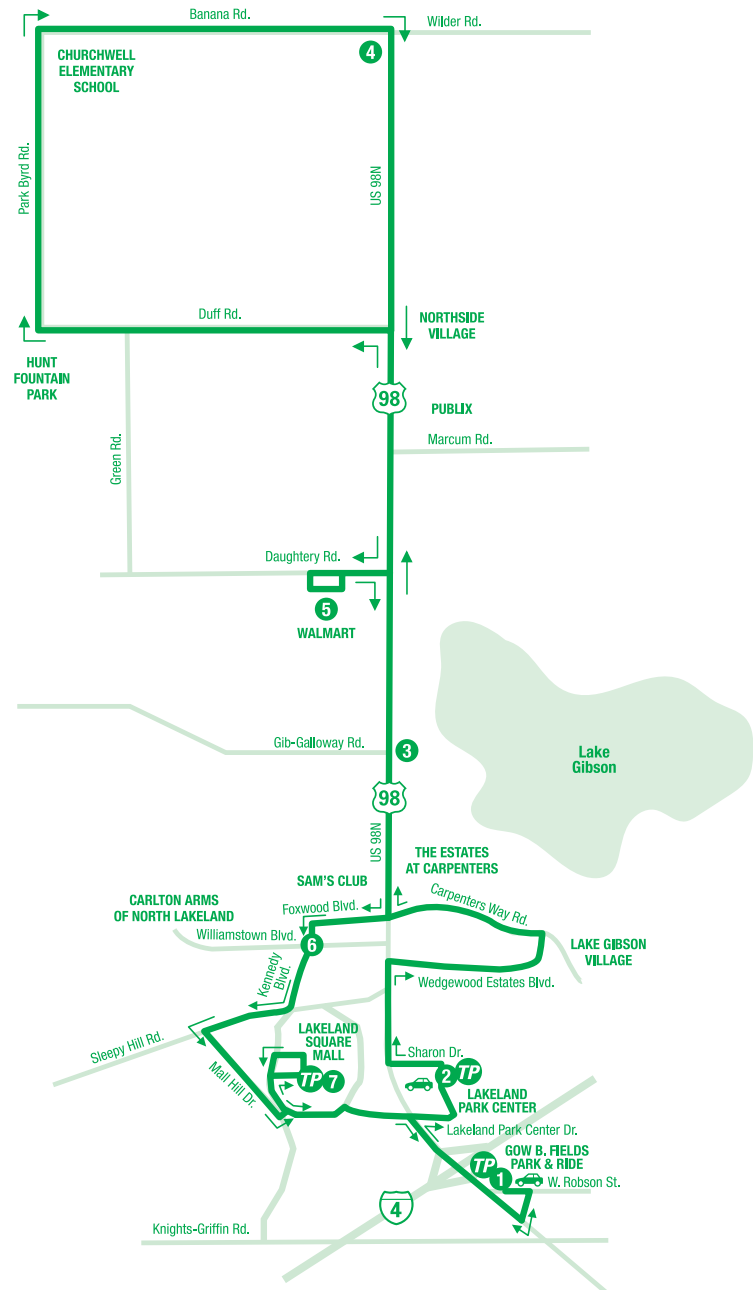 Banana Rd.
Wilder Rd.
CHURCHWELL
ELEMENTARY
SCHOOL
4
Park Byrd Rd.
US 98N
Duff Rd.
NORTHSIDE
VILLAGE
HUNT
FOUNTAIN
PARK
98
PUBLIX
Green Rd.
Marcum Rd.
Daughtery Rd.
5
WALMART
Gib-Galloway Rd.
3
Lake
Gibson
98
US 98N
THE ESTATES
AT CARPENTERS
SAM'S CLUB
Carpenters Way Rd.
CARLTON ARMS
OF NORTH LAKELAND
Foxwood Blvd.
Williamstown Blvd.
6
LAKE GIBSON
VILLAGE
Kennedy
Blvd.
Wedgewood Estates Blvd.
Sleepy Hill Rd.
LAKELAND
SQUARE
MALL
Sharon Dr.
Mall Hill Dr.
TP 7
2 TP
LAKELAND
PARK CENTER
Lakeland Park Center Dr.
GOW B. FIELDS
PARK & RIDE
TP
1
W. Robson St.
4
Knights-Griffin Rd.